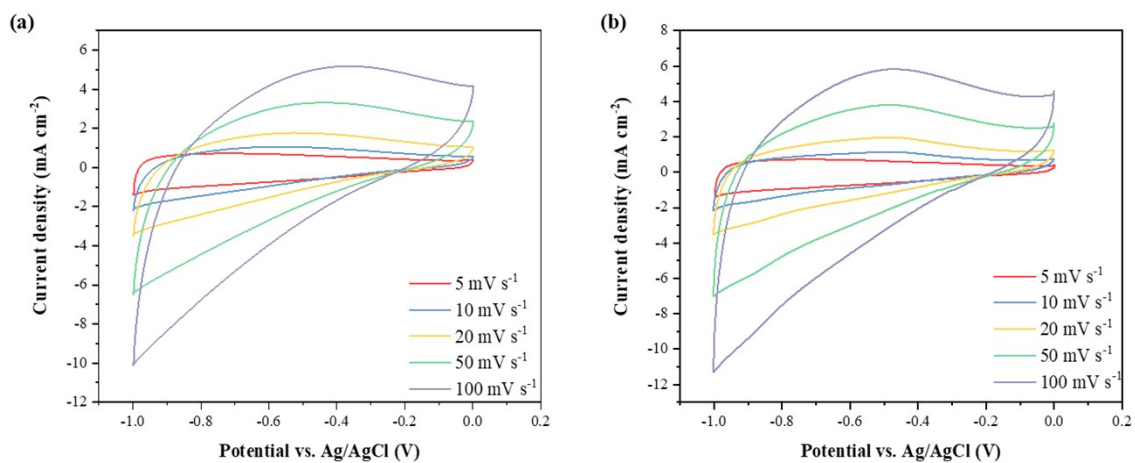 (a)
Current density (mA cm⁻²)
6
4
2
0
-2
-4
-6
-8
-10
-12
5 mV s⁻¹
10 mV s⁻¹
20 mV s⁻¹
50 mV s⁻¹
100 mV s⁻¹
-1.0 -0.8 -0.6 -0.4 -0.2 0.0 0.2
Potential vs. Ag/AgCl (V)
(b)
Current density (mA cm⁻²)
8
6
4
2
0
-2
-4
-6
-8
-10
-12
5 mV s⁻¹
10 mV s⁻¹
20 mV s⁻¹
50 mV s⁻¹
100 mV s⁻¹
-1.0 -0.8 -0.6 -0.4 -0.2 0.0 0.2
Potential vs. Ag/AgCl (V)